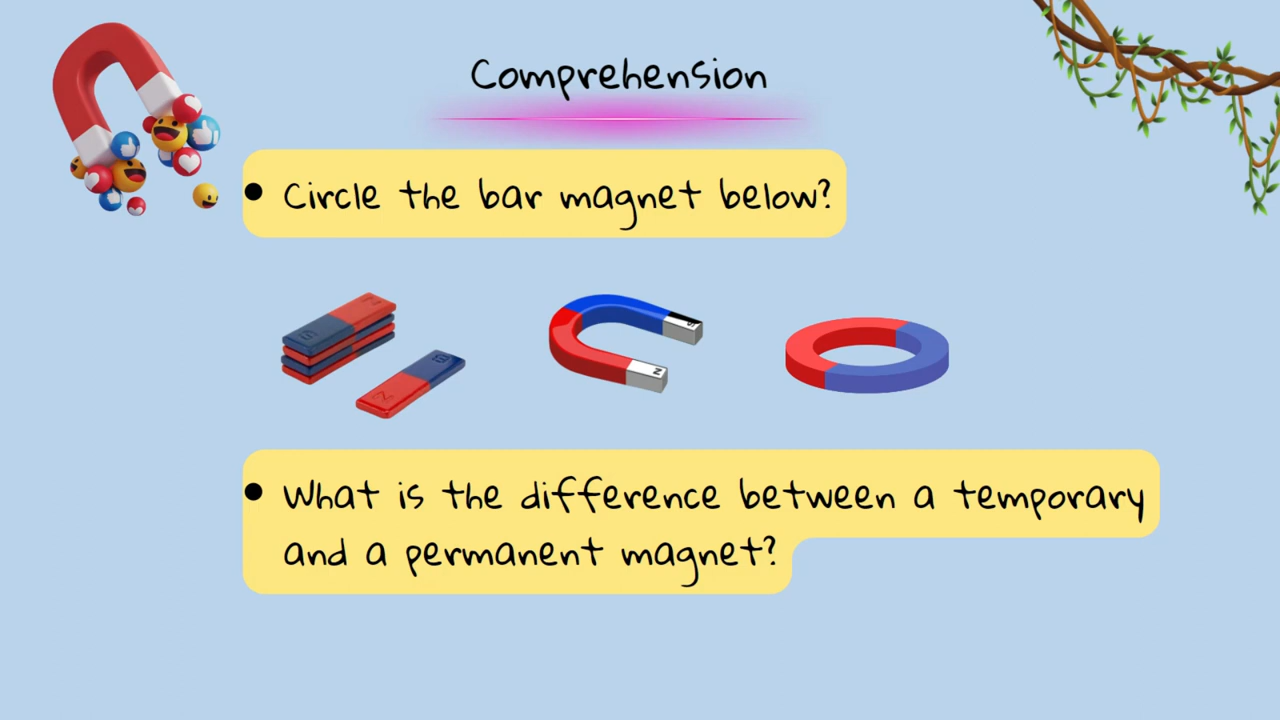 Comprehension
• Circle the bar magnet below?
N
S
S
N
S
N
• What is the difference between a temporary
and a permanent magnet?